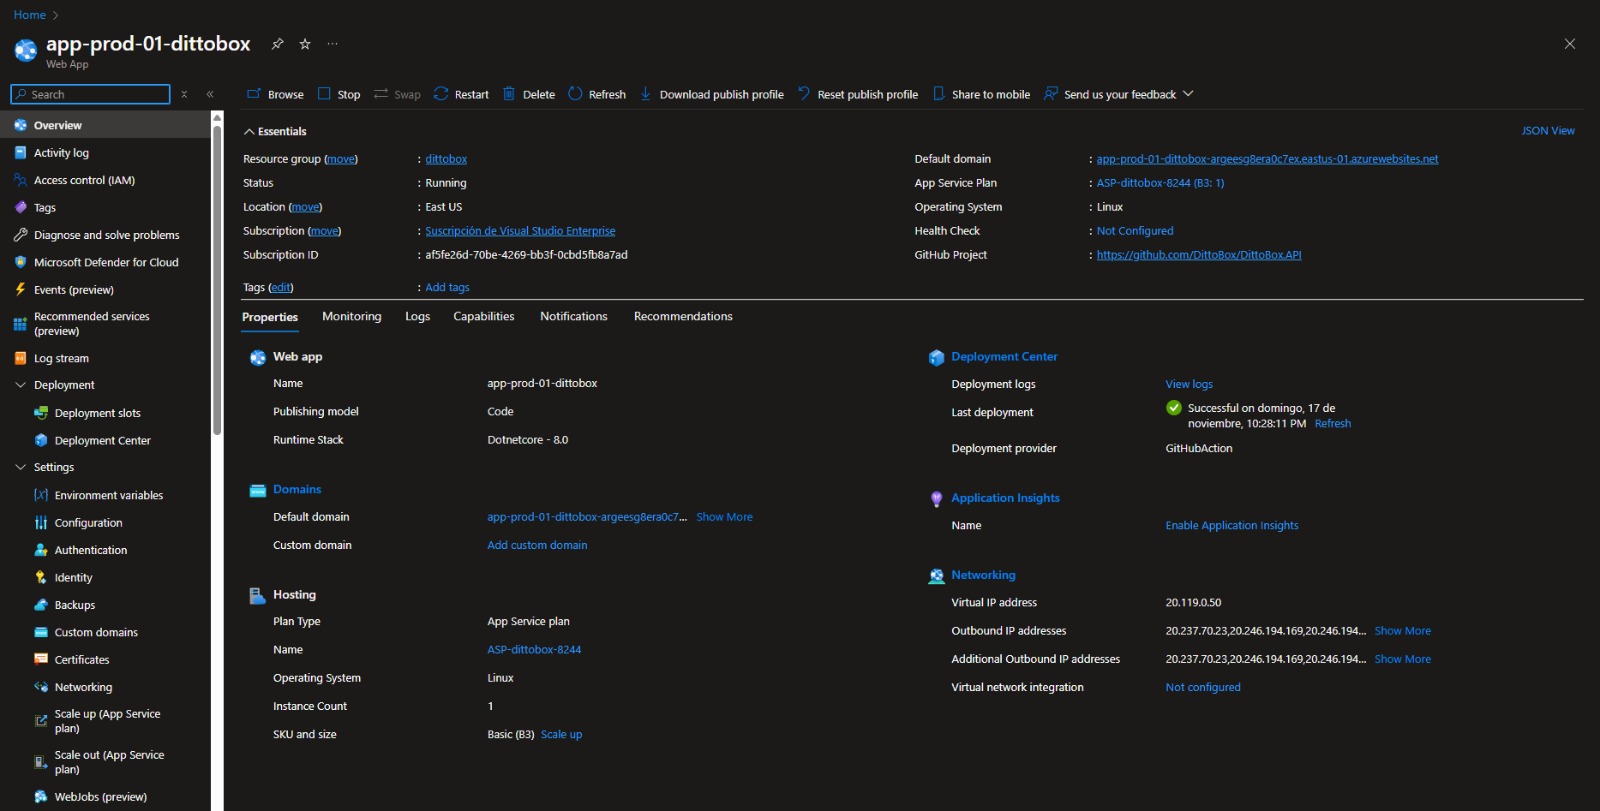 Home
app-prod-01-dittobox
Web App
Search
Browse
Stop
Swap
Restart
Delete
Refresh
Download publish profile
Reset publish profile
Share to mobile
Send us your feedback
Overview
Activity log
Access control (IAM)
Tags
Diagnose and solve problems
Microsoft Defender for Cloud
Events (preview)
Recommended services
(preview)
Log stream
Deployment
Deployment slots
Deployment Center
Settings
Environment variables
Configuration
Authentication
Identity
Backups
Custom domains
Certificates
Networking
Scale up (App Service
plan)
Scale out (App Service
plan)
WebJobs (preview)
Essentials
JSON View
Resource group (move) : dittobox
Status : Running
Location (move) : East US
Subscription (move) : Suscripción de Visual Studio Enterprise
Subscription ID : af5fe26d-70be-4269-bb3f-0cbd5fb8a7ad
Default domain : app-prod-01-dittobox-argeesg8era0c7ex.eastus-01.azurewebsites.net
App Service Plan : ASP-dittobox-8244 (B3: 1)
Operating System : Linux
Health Check : Not Configured
GitHub Project : https://github.com/DittoBox/DittoBox.API
Tags (edit) : Add tags
Properties
Monitoring
Logs
Capabilities
Notifications
Recommendations
Web app
Name app-prod-01-dittobox
Publishing model Code
Runtime Stack Dotnetcore - 8.0
Domains
Default domain app-prod-01-dittobox-argeesg8era0c7... Show More
Custom domain Add custom domain
Hosting
Plan Type App Service plan
Name ASP-dittobox-8244
Operating System Linux
Instance Count 1
SKU and size Basic (B3) Scale up
Deployment Center
Deployment logs View logs
Last deployment Successful on domingo, 17 de
noviembre, 10:28:11 PM Refresh
Deployment provider GitHubAction
Application Insights
Name Enable Application Insights
Networking
Virtual IP address 20.119.0.50
Outbound IP addresses 20.237.70.23,20.246.194.169,20.246.194... Show More
Additional Outbound IP addresses 20.237.70.23,20.246.194.169,20.246.194... Show More
Virtual network integration Not configured